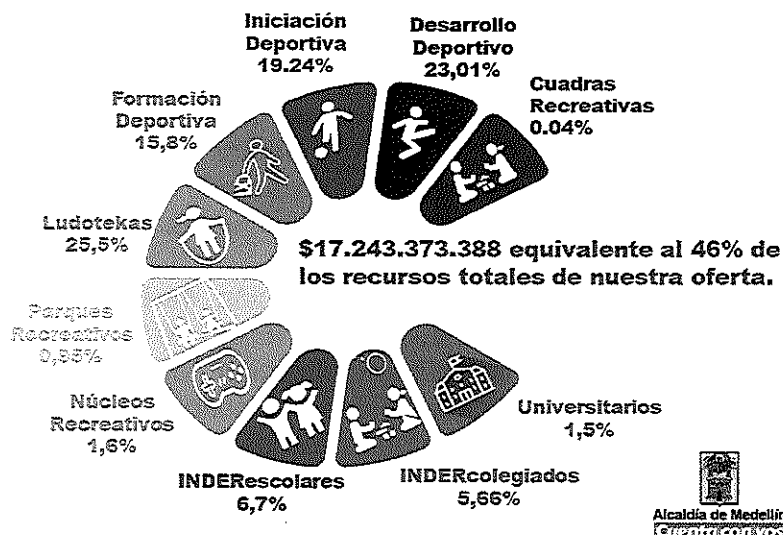 Iniciación
Deportiva
19.24%
Desarrollo
Deportivo
23,01%
Cuadras
Recreativas
0.04%
Formación
Deportiva
15,8%
Ludotekas
25,5%
$17.243.373.388 equivalente al 46% de
los recursos totales de nuestra oferta.
Parques
Recreativos
0,95%
Núcleos
Recreativos
1,6%
INDERescolares
6,7%
INDERcolegiados
5,66%
Universitarios
1,5%
Alcaldía de Medellín